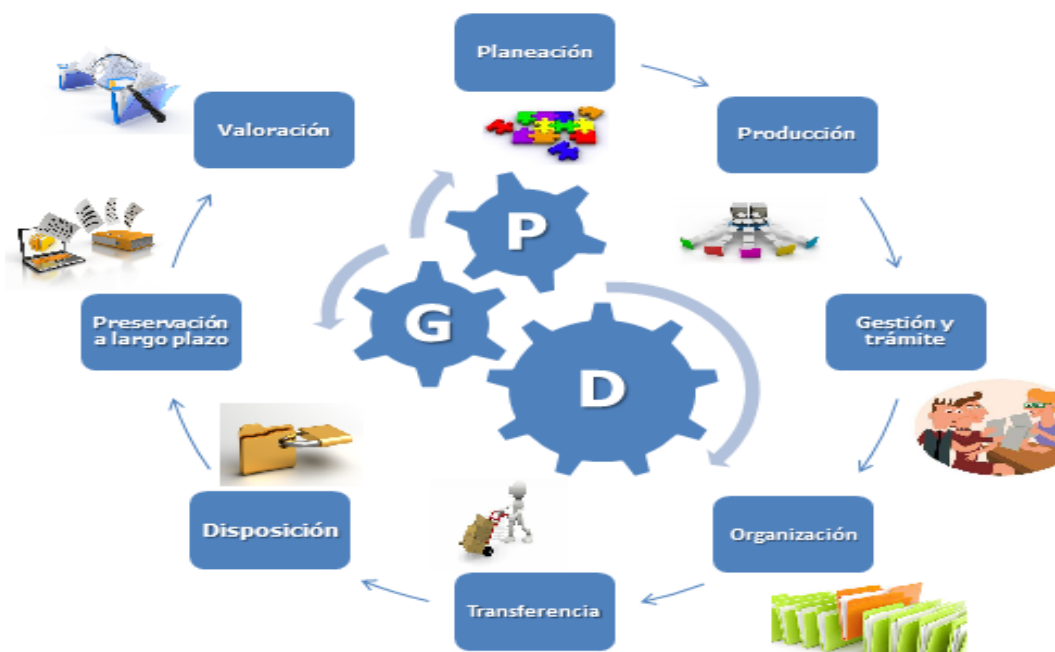 Planeación
Producción
Gestión y
trámite
Organización
Transferencia
Disposición
Preservación
a largo plazo
Valoración
P
G
D